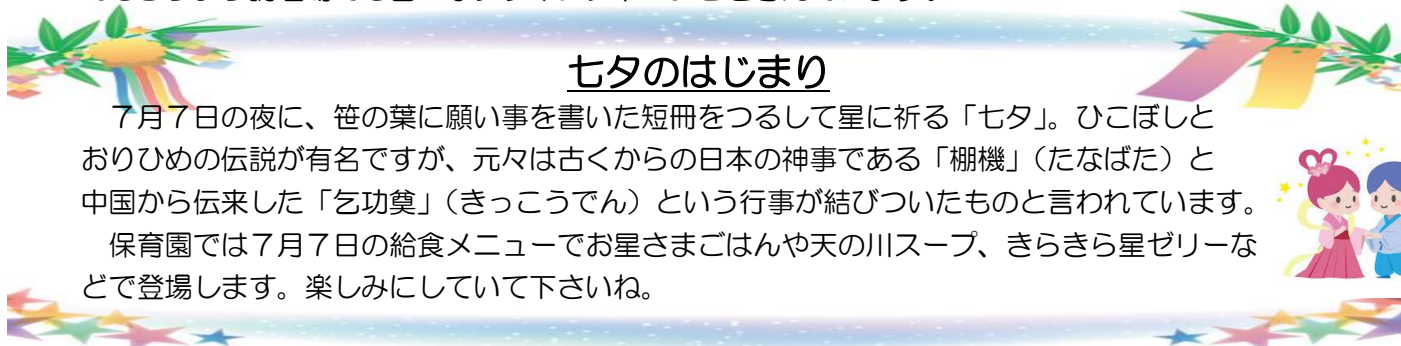 七夕のはじまり
７月７日の夜に、笹の葉に願い事を書いた短冊をつるして星に祈る「七夕」。ひこぼしと
おりひめの伝説が有名ですが、元々は古くからの日本の神事である「棚機」（たなばた）と
中国から伝来した「乞功奠」（きっこうでん）という行事が結びついたものと言われています。
保育園では７月７日の給食メニューでお星さまごはんや天の川スープ、きらきら星ゼリーな
どで登場します。楽しみにしていて下さいね。